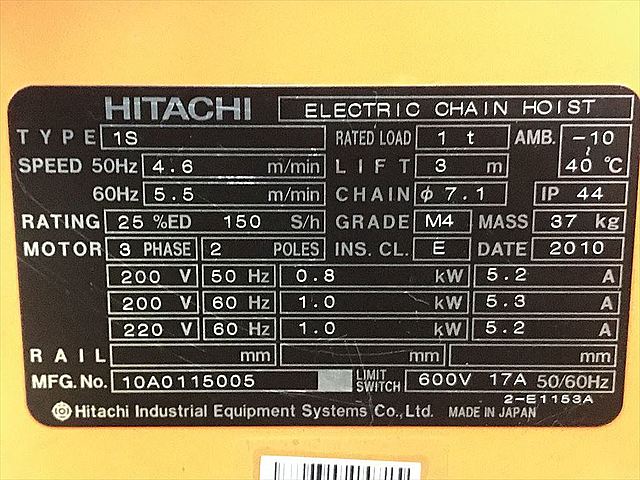 HITACHI ELECTRIC CHAIN HOIST
TYPE 1S RATED LOAD 1 t AMB. -10 ~ 40 ℃
SPEED 50Hz 4.6 m/min LIFT 3 m
60Hz 5.5 m/min CHAIN φ 7.1 IP 44
RATING 25 %ED 150 S/h GRADE M4 MASS 37 kg
MOTOR 3 PHASE 2 POLES INS. CL. E DATE 2010
200 V 50 Hz 0.8 kW 5.2 A
200 V 60 Hz 1.0 kW 5.3 A
220 V 60 Hz 1.0 kW 5.2 A
RAIL mm mm mm
MFG. No. 10A0115005 LIMIT SWITCH 600V 17A 50/60Hz
2-E1153A
Hitachi Industrial Equipment Systems Co., Ltd. MADE IN JAPAN